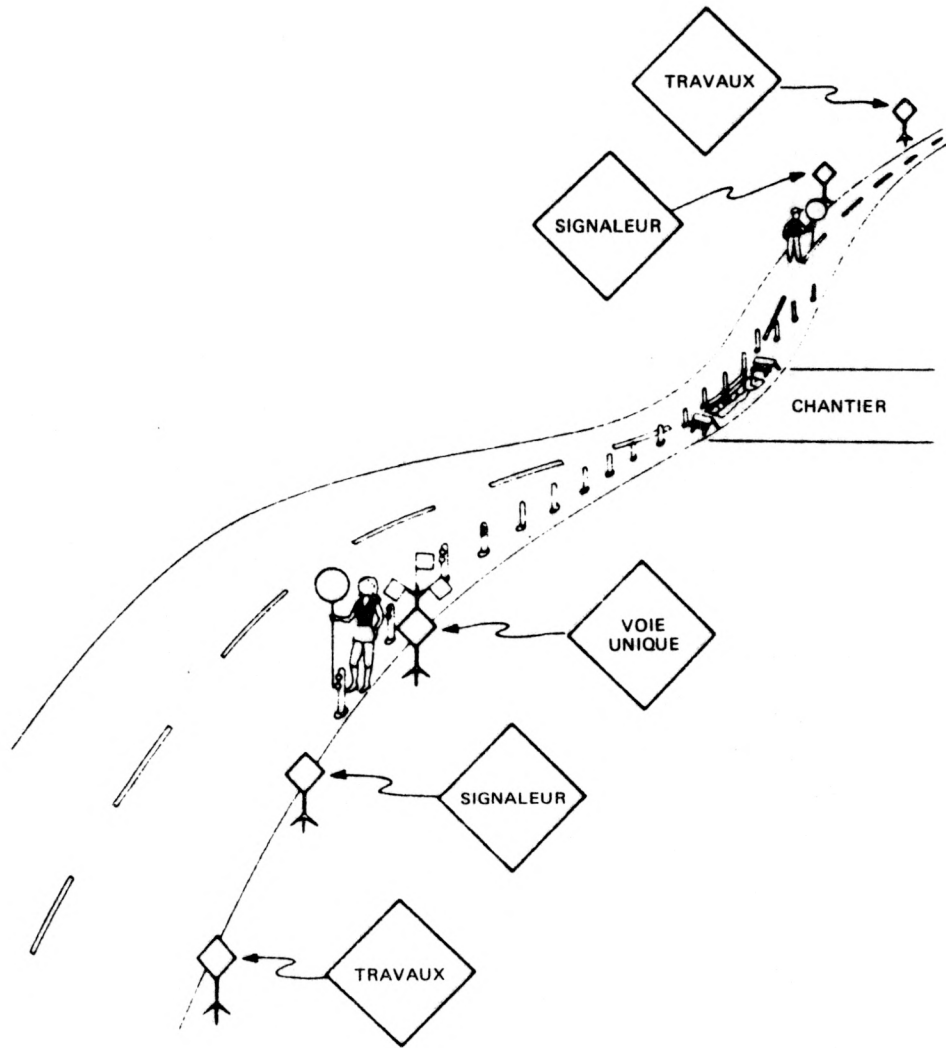 TRAVAUX
SIGNALEUR
CHANTIER
VOIE
UNIQUE
SIGNALEUR
TRAVAUX